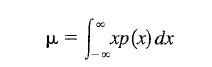 μ = ∫_{-∞}^{∞} xp(x) dx